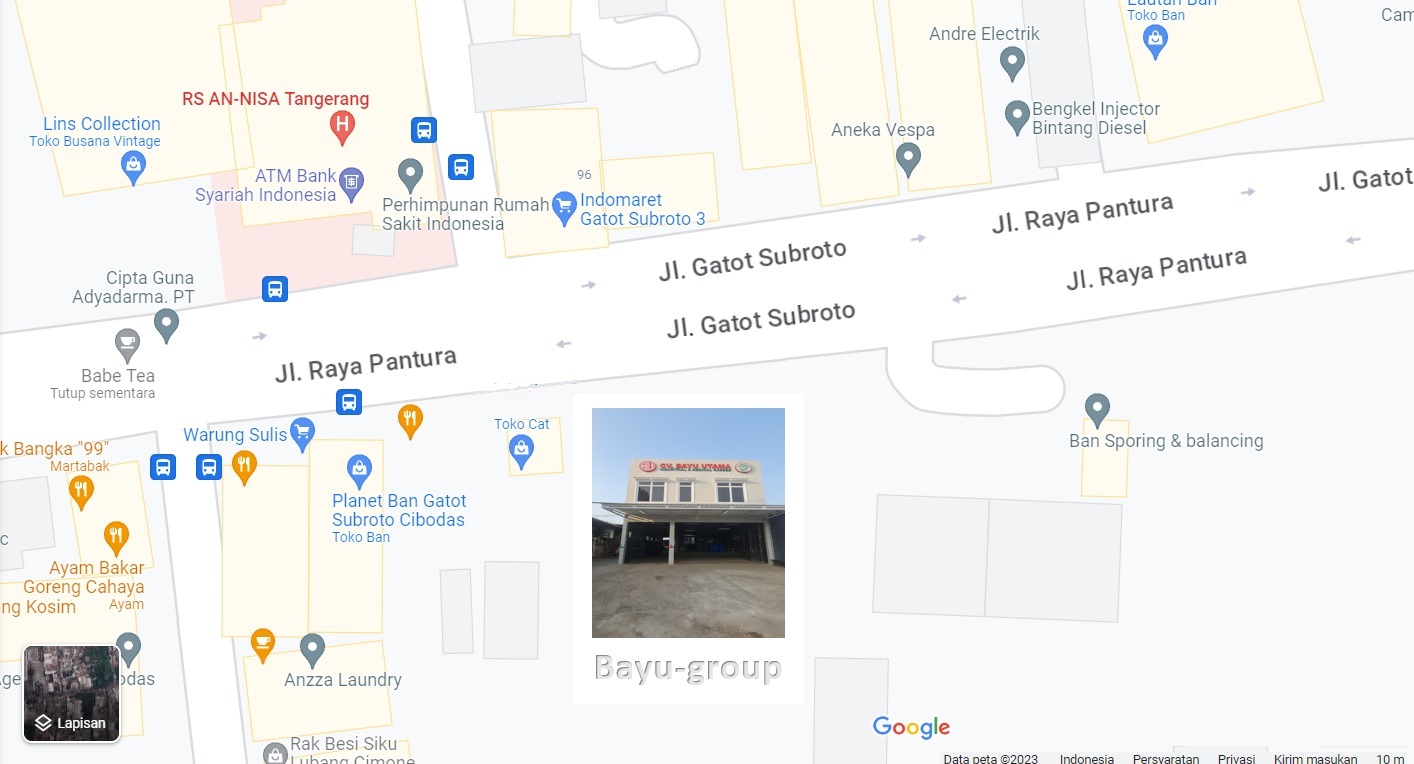 Lautan Ban
Toko Ban
Cam
Andre Electrik
RS AN-NISA Tangerang
Lins Collection
Toko Busana Vintage
Bengkel Injector
Bintang Diesel
Aneka Vespa
ATM Bank
Syariah Indonesia
96
Perhimpunan Rumah
Sakit Indonesia
Indomaret
Gatot Subroto 3
Jl. Gatot
Jl. Raya Pantura
Jl. Gatot Subroto
Jl. Raya Pantura
Cipta Guna
Adyadarma. PT
Jl. Gatot Subroto
Jl. Raya Pantura
Babe Tea
Tutup sementara
Warung Sulis
Toko Cat
Ban Sporing & balancing
k Bangka "99"
Martabak
CV. BAYU UTAMA
Planet Ban Gatot
Subroto Cibodas
Toko Ban
c
Ayam Bakar
Goreng Cahaya
Ayam
ng Kosim
Bayu-group
Age
odas
Anzza Laundry
Lapisan
Rak Besi Siku
Lubang Cimone
Google
Data peta ©2023 Indonesia Persyaratan Privasi Kirim masukan 10 m